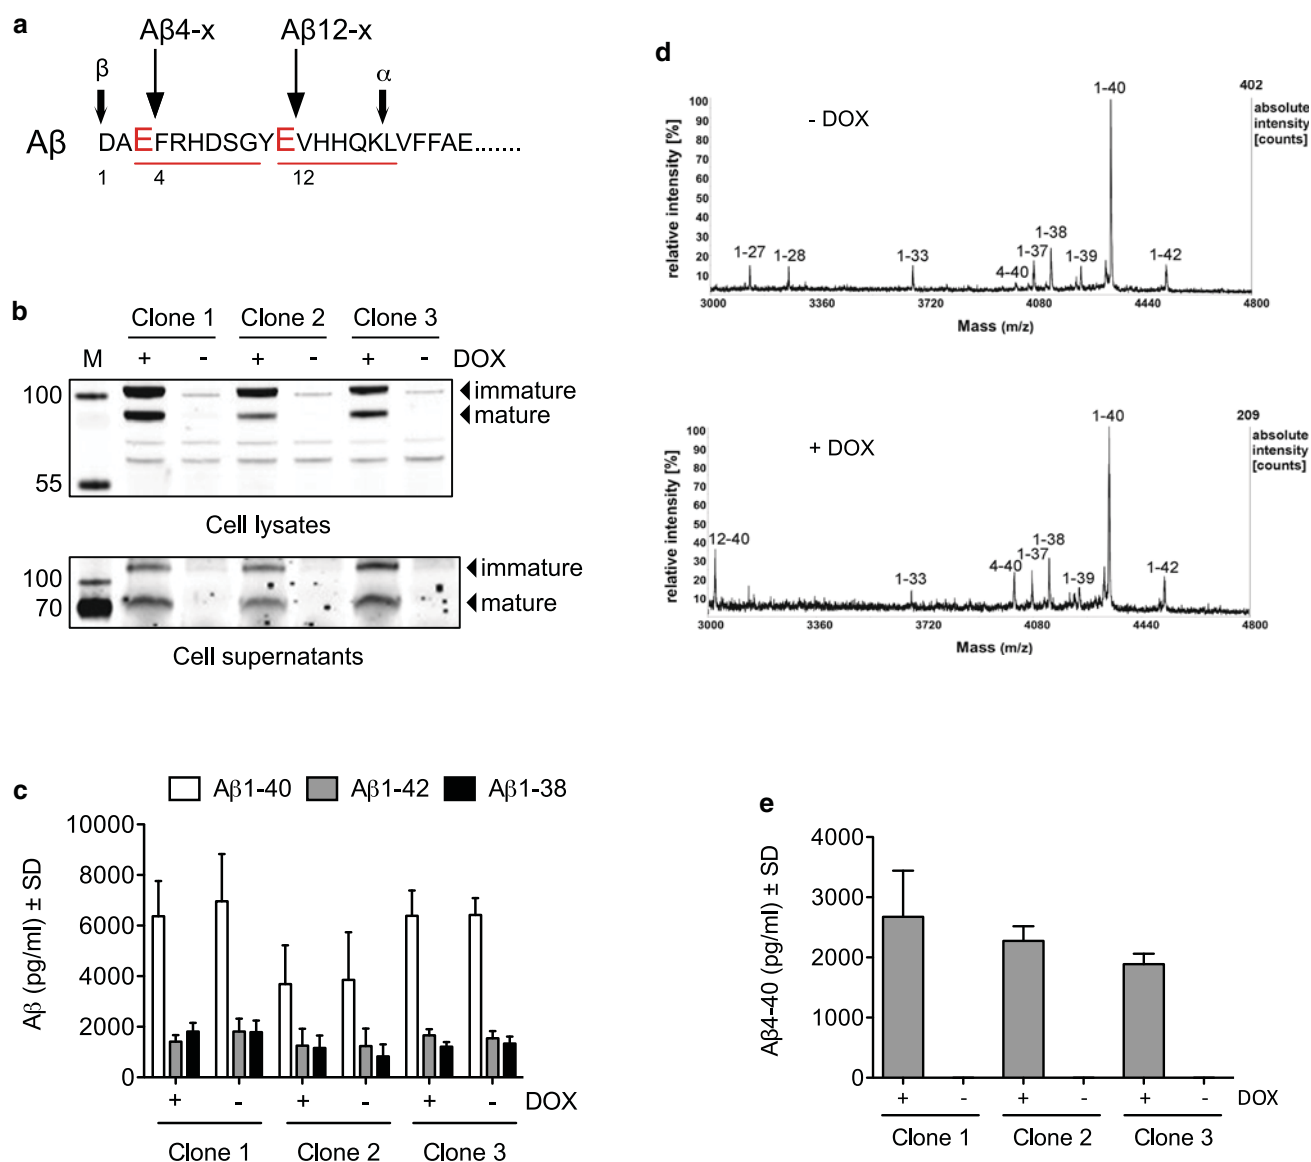 a
Aβ4-x Aβ12-x
β α
Aβ DAEFRHDSGYEVHHQKLVFFAE.......
1 4 12
b
Clone 1 Clone 2 Clone 3
M + - + - + - DOX
100 immature
mature
55
Cell lysates
100 immature
70 mature
Cell supernatants
c
Aβ1-40 Aβ1-42 Aβ1-38
Aβ (pg/ml) ± SD
10000
8000
6000
4000
2000
0
+ - + - + - DOX
Clone 1 Clone 2 Clone 3
d
- DOX
1-40 402
absolute
intensity
[counts]
relative intensity [%]
100
90
80
70
60
50
40
30
20
10
1-27 1-28 1-33 4-40 1-37 1-38 1-39 1-42
3000 3360 3720 4080 4440 4800
Mass (m/z)
+ DOX
1-40 209
absolute
intensity
[counts]
relative intensity [%]
100
90
80
70
60
50
40
30
20
10
12-40 1-33 4-40 1-37 1-38 1-39 1-42
3000 3360 3720 4080 4440 4800
Mass (m/z)
e
Aβ4-40 (pg/ml) ± SD
4000
3000
2000
1000
0
+ - + - + - DOX
Clone 1 Clone 2 Clone 3